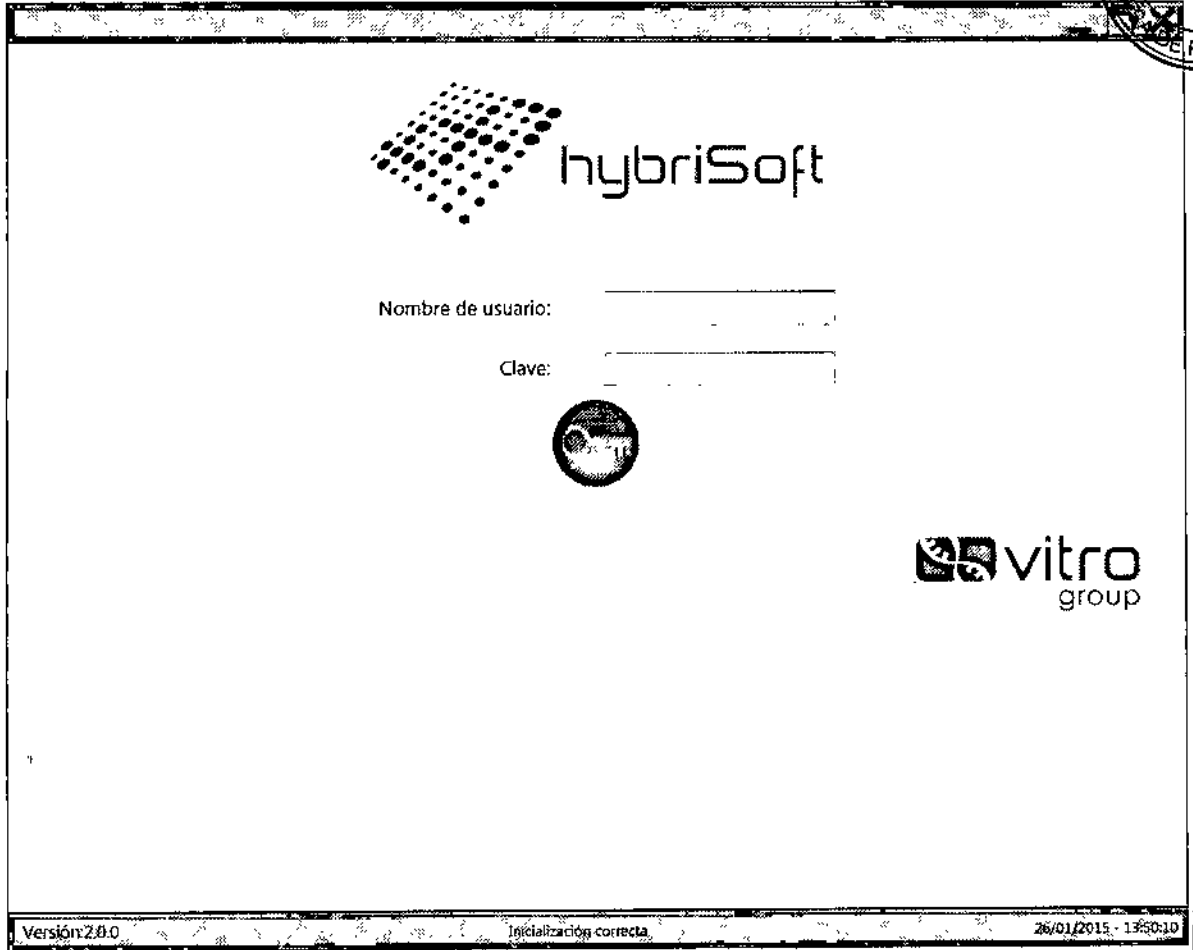 hybriSoft
Nombre de usuario:
Clave:
vitro
group
Versión:2.0.0
Inicialización correcta
26/01/2015 - 13:50:10